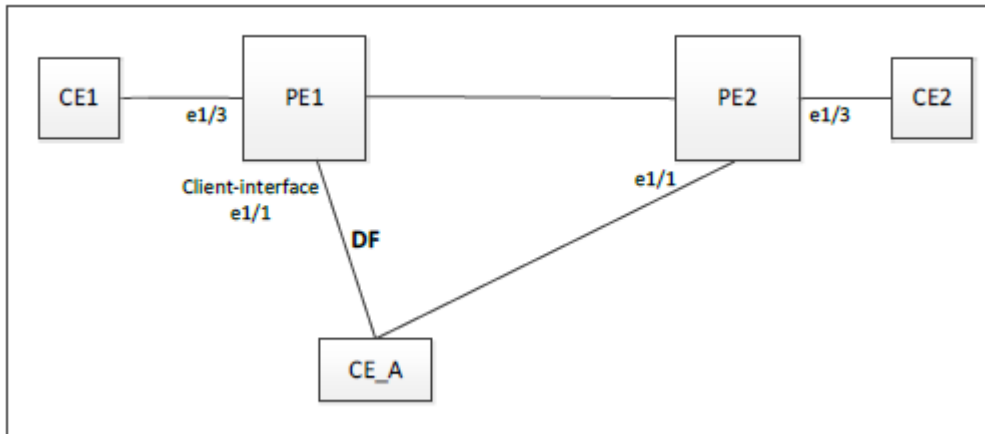 CE1
e1/3
PE1
PE2
e1/3
CE2
Client-interface
e1/1
e1/1
DF
CE_A